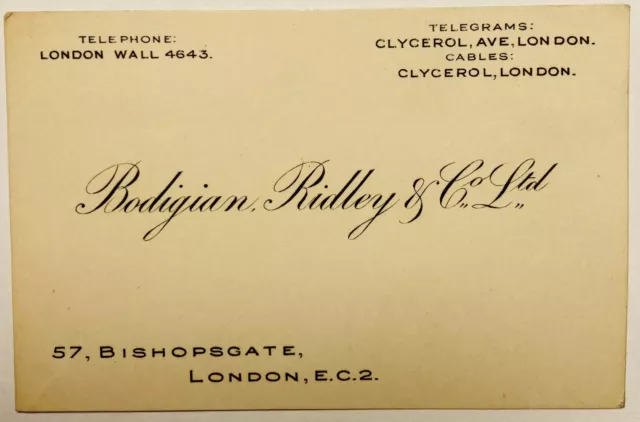 TELEPHONE:
LONDON WALL 4643.
TELEGRAMS:
CLYCEROL, AVE, LONDON.
CABLES:
CLYCEROL, LONDON.
Bodigian, Ridley & Co,, Ltd,,
57, BISHOPSGATE,
LONDON, E.C.2.